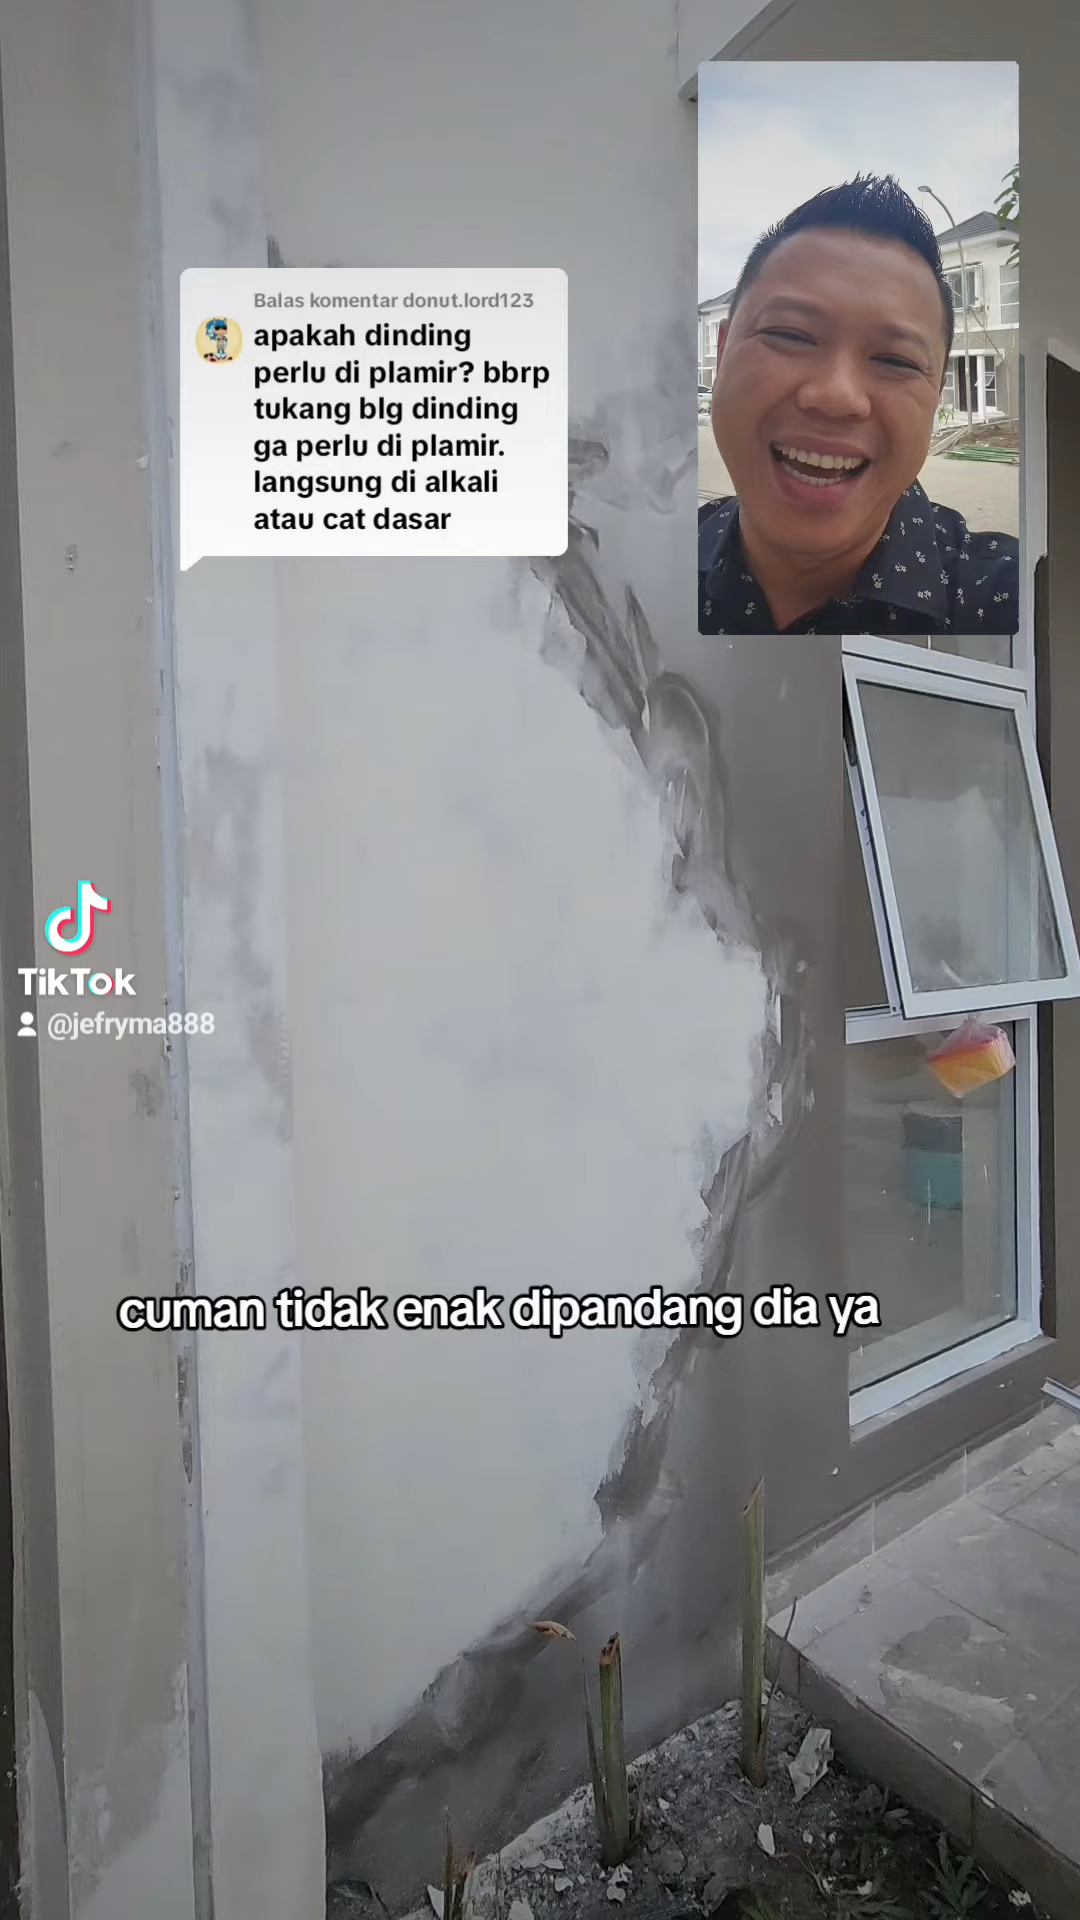 Balas komentar donut.lord123
apakah dinding
perlu di plamir? bbrp
tukang blg dinding
ga perlu di plamir.
langsung di alkali
atau cat dasar
TikTok
@jefryma888
cuman tidak enak dipandang dia ya